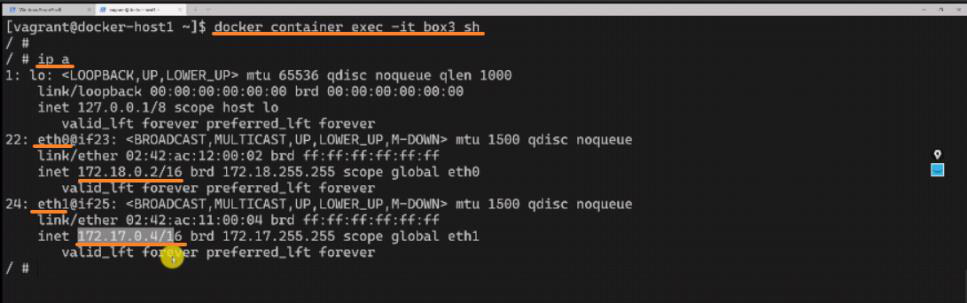 [vagrant@docker-host1 ~]$ docker container exec -it box3 sh
/ #
/ # ip a
1: lo: <LOOPBACK,UP,LOWER_UP> mtu 65536 qdisc noqueue qlen 1000
    link/loopback 00:00:00:00:00:00 brd 00:00:00:00:00:00
    inet 127.0.0.1/8 scope host lo
       valid_lft forever preferred_lft forever
22: eth0@if23: <BROADCAST,MULTICAST,UP,LOWER_UP,M-DOWN> mtu 1500 qdisc noqueue
    link/ether 02:42:ac:12:00:02 brd ff:ff:ff:ff:ff:ff
    inet 172.18.0.2/16 brd 172.18.255.255 scope global eth0
       valid_lft forever preferred_lft forever
24: eth1@if25: <BROADCAST,MULTICAST,UP,LOWER_UP,M-DOWN> mtu 1500 qdisc noqueue
    link/ether 02:42:ac:11:00:04 brd ff:ff:ff:ff:ff:ff
    inet 172.17.0.4/16 brd 172.17.255.255 scope global eth1
       valid_lft forever preferred_lft forever
/ #